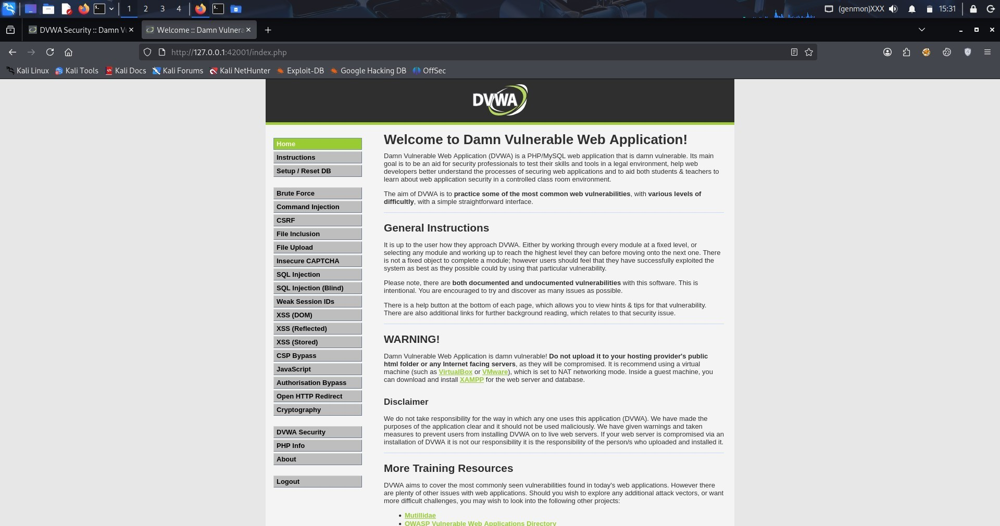 1 2 3 4 (genmon)XXX 15:31
DVWA Security :: Damn Vu Welcome :: Damn Vulnera
http://127.0.0.1:42001/index.php
Kali Linux Kali Tools Kali Docs Kali Forums Kali NetHunter Exploit-DB Google Hacking DB OffSec
DVWA
Home
Instructions
Setup / Reset DB
Brute Force
Command Injection
CSRF
File Inclusion
File Upload
Insecure CAPTCHA
SQL Injection
SQL Injection (Blind)
Weak Session IDs
XSS (DOM)
XSS (Reflected)
XSS (Stored)
CSP Bypass
JavaScript
Authorisation Bypass
Open HTTP Redirect
Cryptography
DVWA Security
PHP Info
About
Logout
Welcome to Damn Vulnerable Web Application!
Damn Vulnerable Web Application (DVWA) is a PHP/MySQL web application that is damn vulnerable. Its main
goal is to be an aid for security professionals to test their skills and tools in a legal environment, help web
developers better understand the processes of securing web applications and to aid both students & teachers to
learn about web application security in a controlled class room environment.
The aim of DVWA is to practice some of the most common web vulnerabilities, with various levels of
difficultly, with a simple straightforward interface.
General Instructions
It is up to the user how they approach DVWA. Either by working through every module at a fixed level, or
selecting any module and working up to reach the highest level they can before moving onto the next one. There
is not a fixed object to complete a module; however users should feel that they have successfully exploited the
system as best as they possible could by using that particular vulnerability.
Please note, there are both documented and undocumented vulnerabilities with this software. This is
intentional. You are encouraged to try and discover as many issues as possible.
There is a help button at the bottom of each page, which allows you to view hints & tips for that vulnerability.
There are also additional links for further background reading, which relates to that security issue.
WARNING!
Damn Vulnerable Web Application is damn vulnerable! Do not upload it to your hosting provider's public
html folder or any Internet facing servers, as they will be compromised. It is recommend using a virtual
machine (such as VirtualBox or VMware), which is set to NAT networking mode. Inside a guest machine, you
can download and install XAMPP for the web server and database.
Disclaimer
We do not take responsibility for the way in which any one uses this application (DVWA). We have made the
purposes of the application clear and it should not be used maliciously. We have given warnings and taken
measures to prevent users from installing DVWA on to live web servers. If your web server is compromised via an
installation of DVWA it is not our responsibility it is the responsibility of the person/s who uploaded and installed it.
More Training Resources
DVWA aims to cover the most commonly seen vulnerabilities found in today's web applications. However there
are plenty of other issues with web applications. Should you wish to explore any additional attack vectors, or want
more difficult challenges, you may wish to look into the following other projects:
• Mutillidae
• OWASP Vulnerable Web Applications Directory